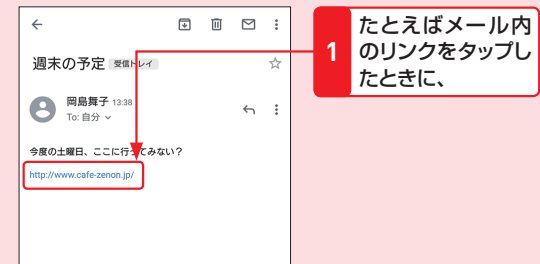 週末の予定 受信トレイ
岡島舞子 13:38
To: 自分
今度の土曜日、ここに行ってみない？
http://www.cafe-zenon.jp/
1
たとえばメール内
のリンクをタップし
たときに、